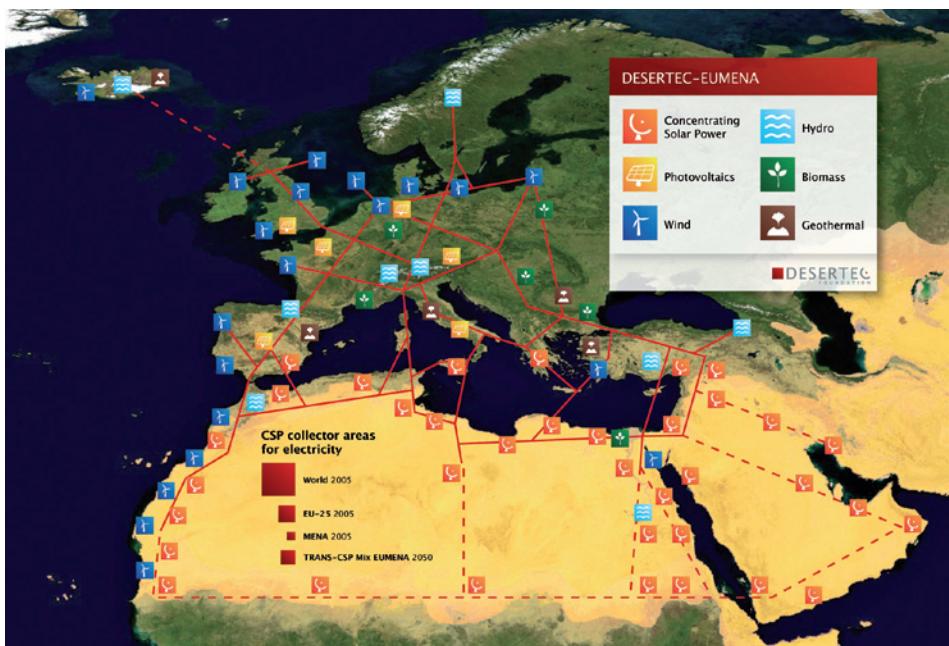 DESERTEC-EUMENA
Concentrating
Solar Power
Hydro
Photovoltaics
Biomass
Wind
Geothermal
DESERTEC
FOUNDATION
CSP collector areas
for electricity
World 2005
EU-25 2005
MENA 2005
TRANS-CSP Mix EUMENA 2050